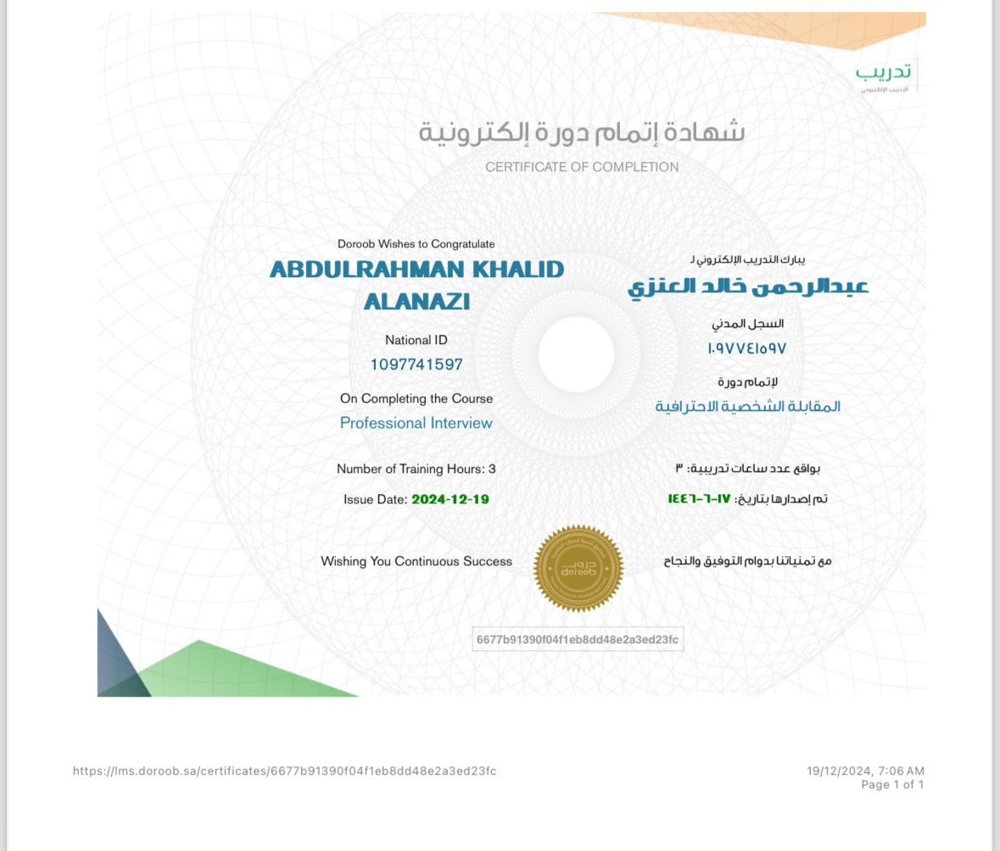 تدريب
التدريب الإلكتروني
شهادة إتمام دورة إلكترونية
CERTIFICATE OF COMPLETION
Doroob Wishes to Congratulate
ABDULRAHMAN KHALID
ALANAZI
National ID
1097741597
On Completing the Course
Professional Interview
Number of Training Hours: 3
Issue Date: 2024-12-19
Wishing You Continuous Success
يبارك التدريب الإلكتروني لـ
عبدالرحمن خالد العنزي
السجل المدني
١٠٩٧٧٤١٥٩٧
لإتمام دورة
المقابلة الشخصية الاحترافية
بواقع عدد ساعات تدريبية: ٣
تم إصدارها بتاريخ: ١٧-٦-١٤٤٦
مع تمنياتنا بدوام التوفيق والنجاح
دروب
doroob
6677b91390f04f1eb8dd48e2a3ed23fc
https://lms.doroob.sa/certificates/6677b91390f04f1eb8dd48e2a3ed23fc
19/12/2024, 7:06 AM
Page 1 of 1